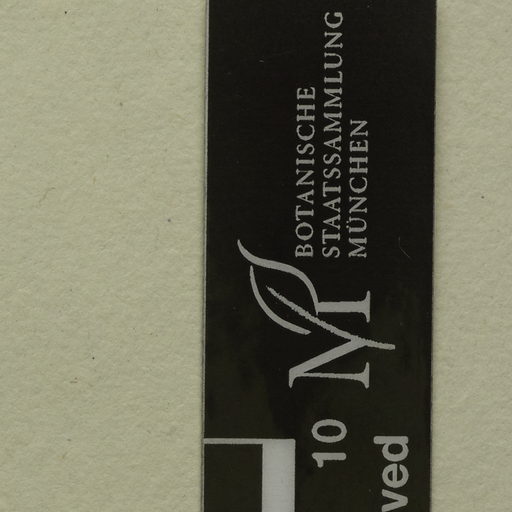 BOTANISCHE
STAATSSAMMLUNG
MÜNCHEN
M
10
ved